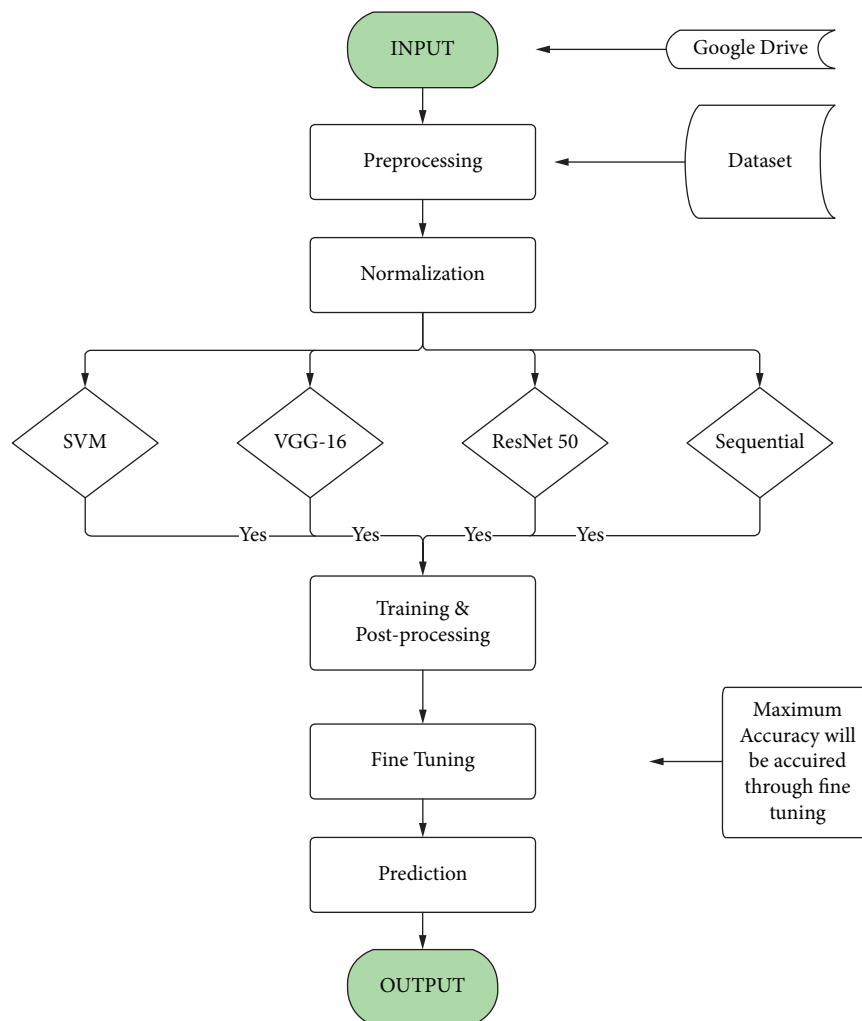 INPUT
Google Drive
Preprocessing
Dataset
Normalization
SVM
VGG-16
ResNet 50
Sequential
Yes
Yes
Yes
Yes
Training &
Post-processing
Fine Tuning
Maximum
Accuracy will
be accuired
through fine
tuning
Prediction
OUTPUT